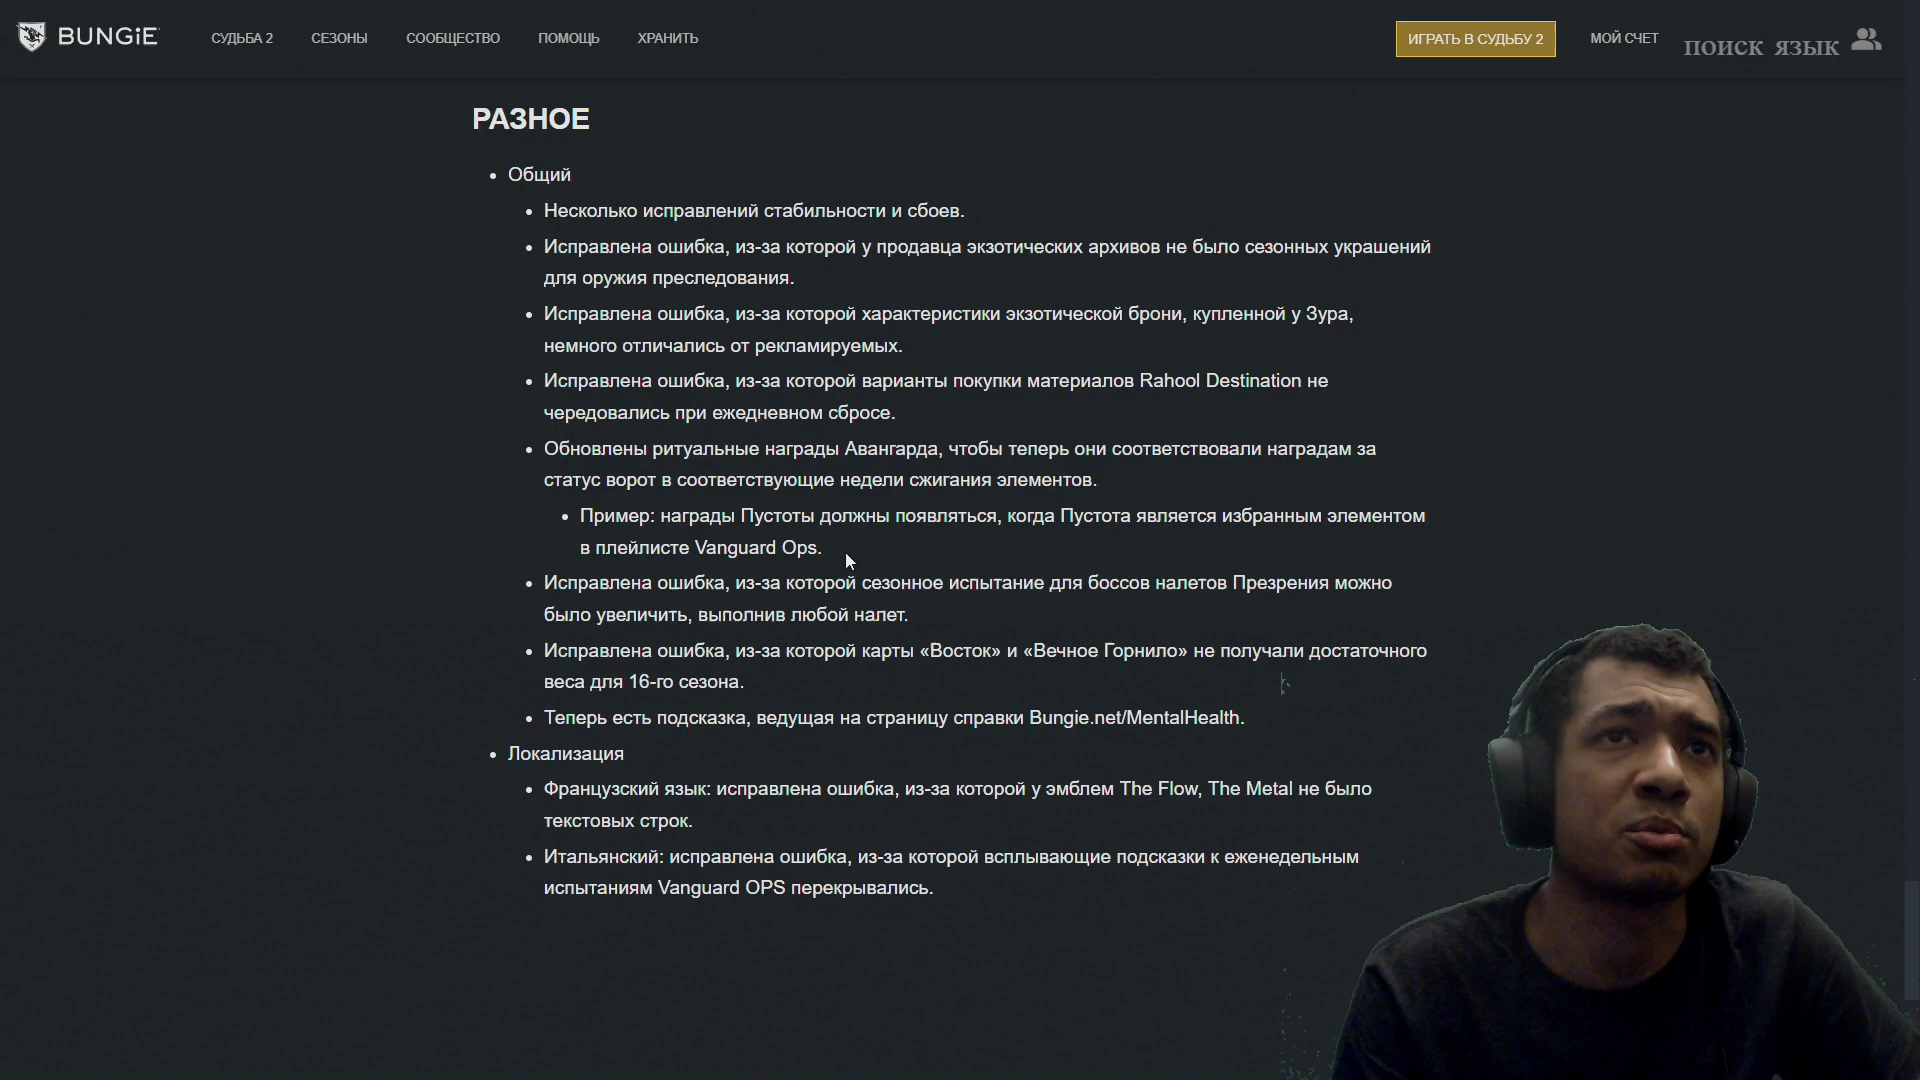 BUNGiE СУДЬБА 2 СЕЗОНЫ СООБЩЕСТВО ПОМОЩЬ ХРАНИТЬ ИГРАТЬ В СУДЬБУ 2 МОЙ СЧЕТ ПОИСК ЯЗЫК
РАЗНОЕ
Общий
Несколько исправлений стабильности и сбоев.
Исправлена ошибка, из-за которой у продавца экзотических архивов не было сезонных украшений
для оружия преследования.
Исправлена ошибка, из-за которой характеристики экзотической брони, купленной у Зура,
немного отличались от рекламируемых.
Исправлена ошибка, из-за которой варианты покупки материалов Rahool Destination не
чередовались при ежедневном сбросе.
Обновлены ритуальные награды Авангарда, чтобы теперь они соответствовали наградам за
статус ворот в соответствующие недели сжигания элементов.
Пример: награды Пустоты должны появляться, когда Пустота является избранным элементом
в плейлисте Vanguard Ops.
Исправлена ошибка, из-за которой сезонное испытание для боссов налетов Презрения можно
было увеличить, выполнив любой налет.
Исправлена ошибка, из-за которой карты «Восток» и «Вечное Горнило» не получали достаточного
веса для 16-го сезона.
Теперь есть подсказка, ведущая на страницу справки Bungie.net/MentalHealth.
Локализация
Французский язык: исправлена ошибка, из-за которой у эмблем The Flow, The Metal не было
текстовых строк.
Итальянский: исправлена ошибка, из-за которой всплывающие подсказки к еженедельным
испытаниям Vanguard OPS перекрывались.